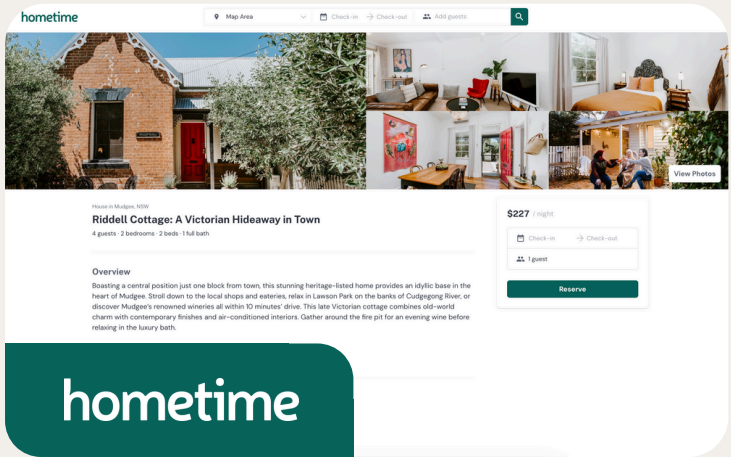 hometime
Map Area
Check-in → Check-out
Add guests
View Photos
House in Mudgee, NSW
Riddell Cottage: A Victorian Hideaway in Town
4 guests · 2 bedrooms · 2 beds · 1 full bath
$227 / night
Check-in → Check-out
1 guest
Reserve
Overview
Boasting a central position just one block from town, this stunning heritage-listed home provides an idyllic base in the
heart of Mudgee. Stroll down to the local shops and eateries, relax in Lawson Park on the banks of Cudgegong River, or
discover Mudgee's renowned wineries all within 10 minutes' drive. This late Victorian cottage combines old-world
charm with contemporary finishes and air-conditioned interiors. Gather around the fire pit for an evening wine before
relaxing in the luxury bath.
hometime